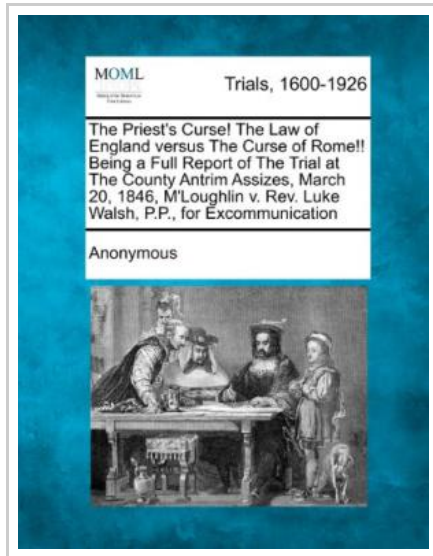 MOML
Trials, 1600-1926
The Priest's Curse! The Law of
England versus The Curse of Rome!!
Being a Full Report of The Trial at
The County Antrim Assizes, March
20, 1846, M'Loughlin v. Rev. Luke
Walsh, P.P., for Excommunication
Anonymous